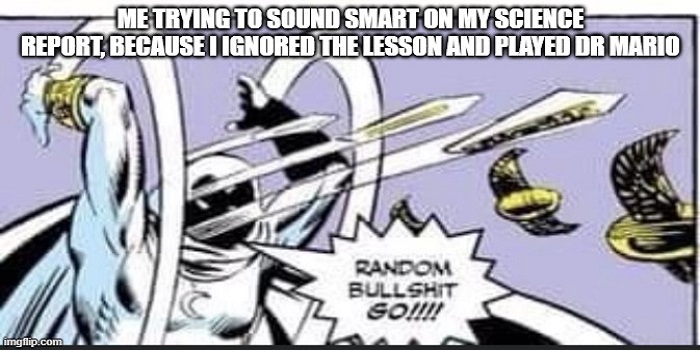 ME TRYING TO SOUND SMART ON MY SCIENCE
REPORT, BECAUSE I IGNORED THE LESSON AND PLAYED DR MARIO
RANDOM
BULLSHIT
GO!!!!
imgflip.com